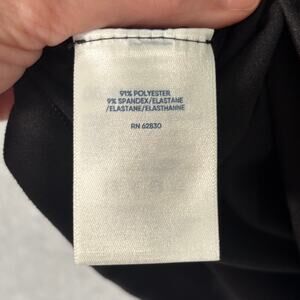 91% POLYESTER
9% SPANDEX/ELASTANE
/ELASTANE/ELASTHANNE
RN 62830